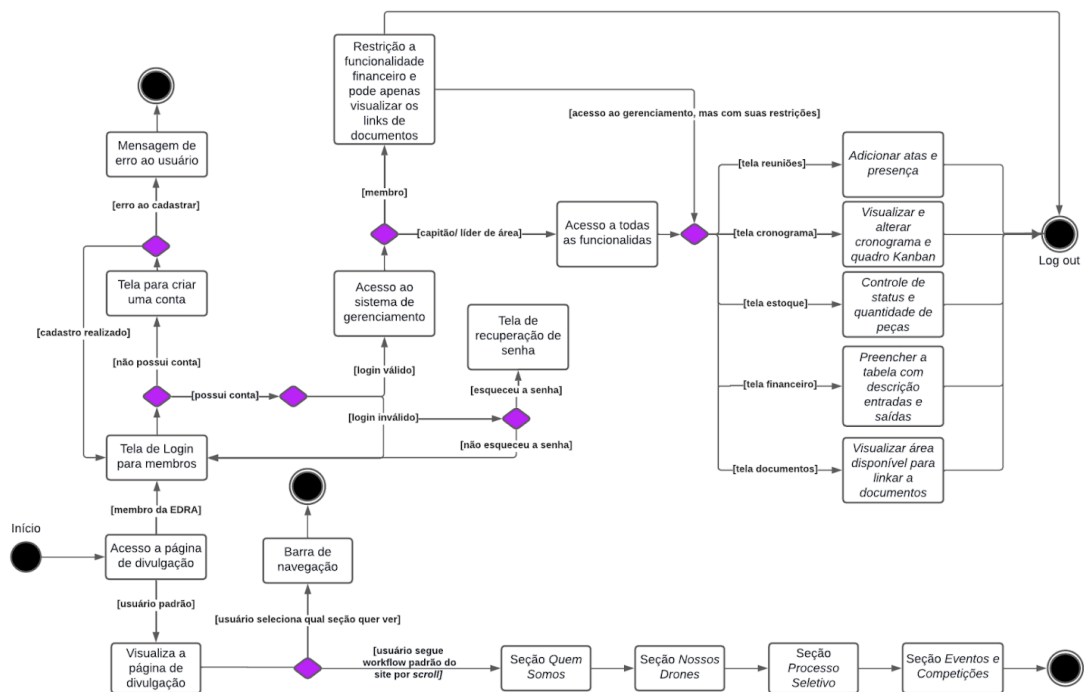 Restrição a
funcionalidade
financeiro e
pode apenas
visualizar os
links de
documentos
[acesso ao gerenciamento, mas com suas restrições]
Mensagem de
erro ao usuário
[tela reuniões]
Adicionar atas e
presença
[membro]
[erro ao cadastrar]
[capitão/ líder de área]
Acesso a todas
as funcionalidas
[tela cronograma]
Visualizar e
alterar
cronograma e
quadro Kanban
Log out
Tela para criar
uma conta
Acesso ao
sistema de
gerenciamento
[tela estoque]
Controle de
status e
quantidade de
peças
[cadastro realizado]
Tela de
recuperação de
senha
[não possui conta]
[login válido]
[tela financeiro]
Preencher a
tabela com
descrição
entradas e
saídas
[possui conta]
[esqueceu a senha]
[login inválido]
[não esqueceu a senha]
Tela de Login
para membros
[tela documentos]
Visualizar área
disponível para
linkar a
documentos
[membro da EDRA]
Início
Acesso a página
de divulgação
Barra de
navegação
[usuário padrão]
[usuário seleciona qual seção quer ver]
Visualiza a
página de
divulgação
[usuário segue
workflow padrão do
site por scroll]
Seção Quem
Somos
Seção Nossos
Drones
Seção
Processo
Seletivo
Seção Eventos e
Competições